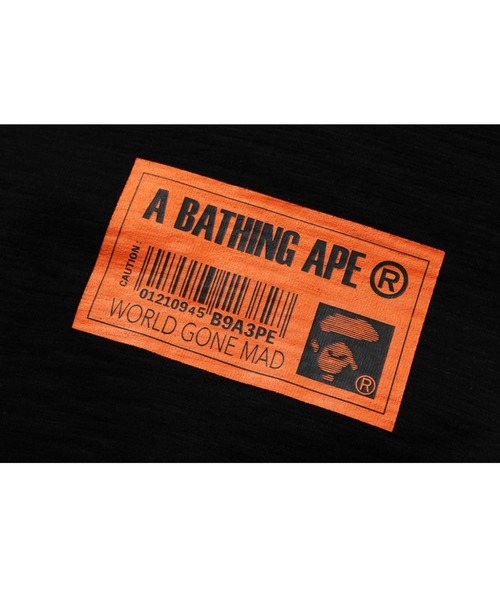 A BATHING APE®
CAUTION:
01210945 B9A3PE
WORLD GONE MAD
®